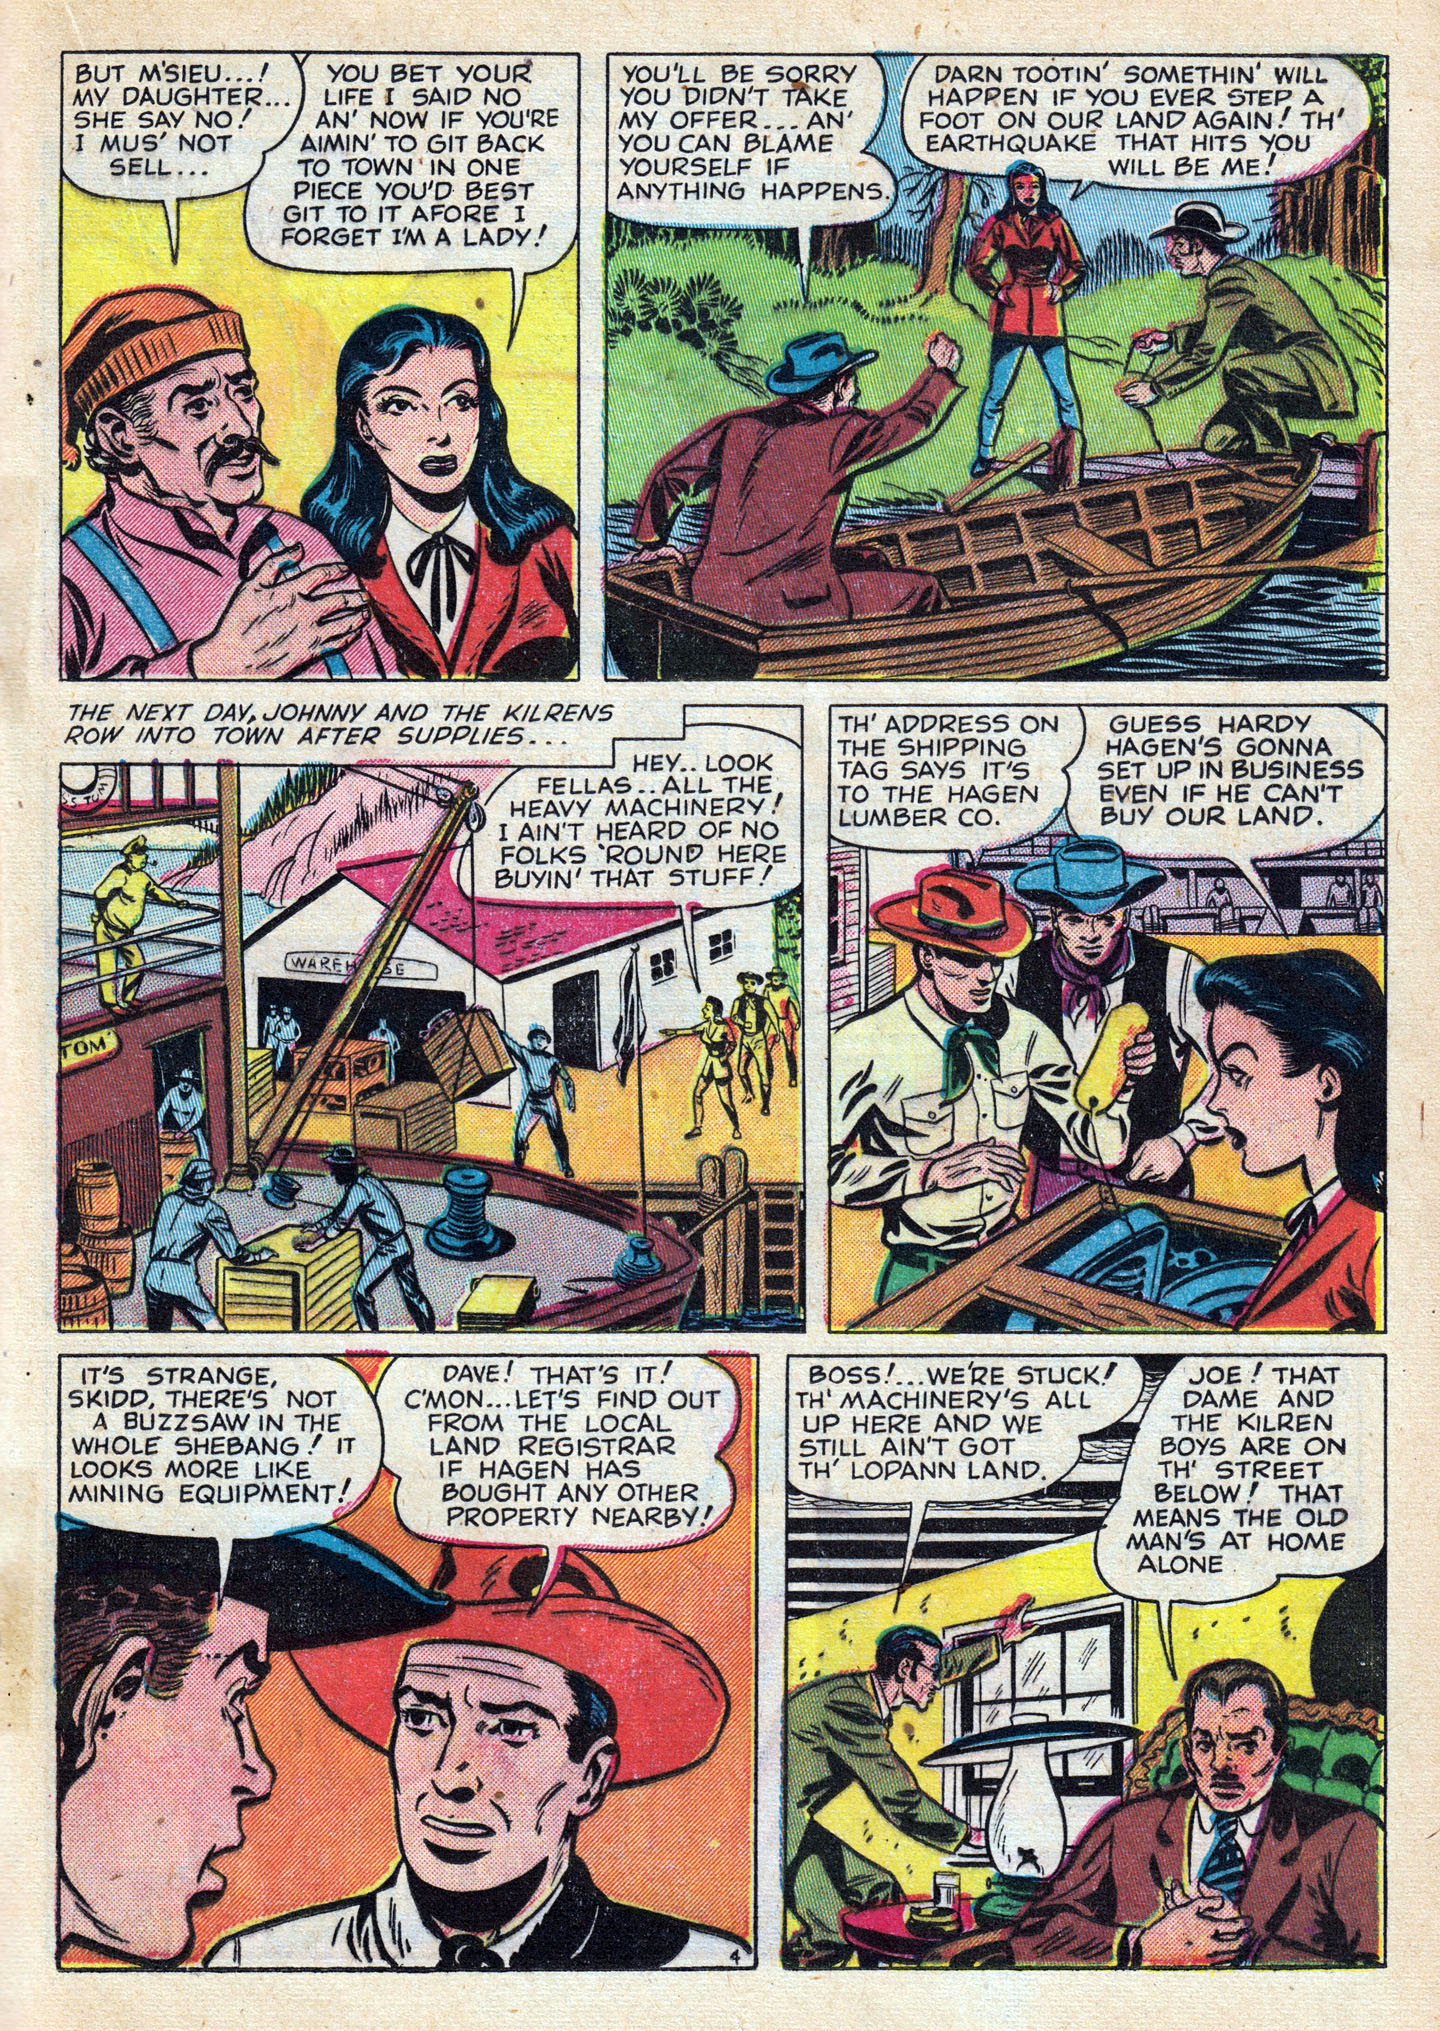 BUT M'SIEU...!
MY DAUGHTER...
SHE SAY NO!
I MUS' NOT
SELL...
YOU BET YOUR
LIFE I SAID NO
AN' NOW IF YOU'RE
AIMIN' TO GIT BACK
TO TOWN IN ONE
PIECE YOU'D BEST
GIT TO IT AFORE I
FORGET I'M A LADY!
YOU'LL BE SORRY
YOU DIDN'T TAKE
MY OFFER... AN'
YOU CAN BLAME
YOURSELF IF
ANYTHING HAPPENS.
DARN TOOTIN' SOMETHIN' WILL
HAPPEN IF YOU EVER STEP A
FOOT ON OUR LAND AGAIN! TH'
EARTHQUAKE THAT HITS YOU
WILL BE ME!
THE NEXT DAY, JOHNNY AND THE KILRENS
ROW INTO TOWN AFTER SUPPLIES...
HEY.. LOOK
FELLAS.. ALL THE
HEAVY MACHINERY!
I AIN'T HEARD OF NO
FOLKS 'ROUND HERE
BUYIN' THAT STUFF!
SS TOM
WAREHOUSE
TOM
TH' ADDRESS ON
THE SHIPPING
TAG SAYS IT'S
TO THE HAGEN
LUMBER CO.
GUESS HARDY
HAGEN'S GONNA
SET UP IN BUSINESS
EVEN IF HE CAN'T
BUY OUR LAND.
IT'S STRANGE,
SKIDD, THERE'S NOT
A BUZZSAW IN THE
WHOLE SHEBANG! IT
LOOKS MORE LIKE
MINING EQUIPMENT!
DAVE! THAT'S IT!
C'MON... LET'S FIND OUT
FROM THE LOCAL
LAND REGISTRAR
IF HAGEN HAS
BOUGHT ANY OTHER
PROPERTY NEARBY!
4
BOSS!...WE'RE STUCK!
TH' MACHINERY'S ALL
UP HERE AND WE
STILL AIN'T GOT
TH' LOPANN LAND.
JOE! THAT
DAME AND
THE KILREN
BOYS ARE ON
TH' STREET
BELOW! THAT
MEANS THE OLD
MAN'S AT HOME
ALONE